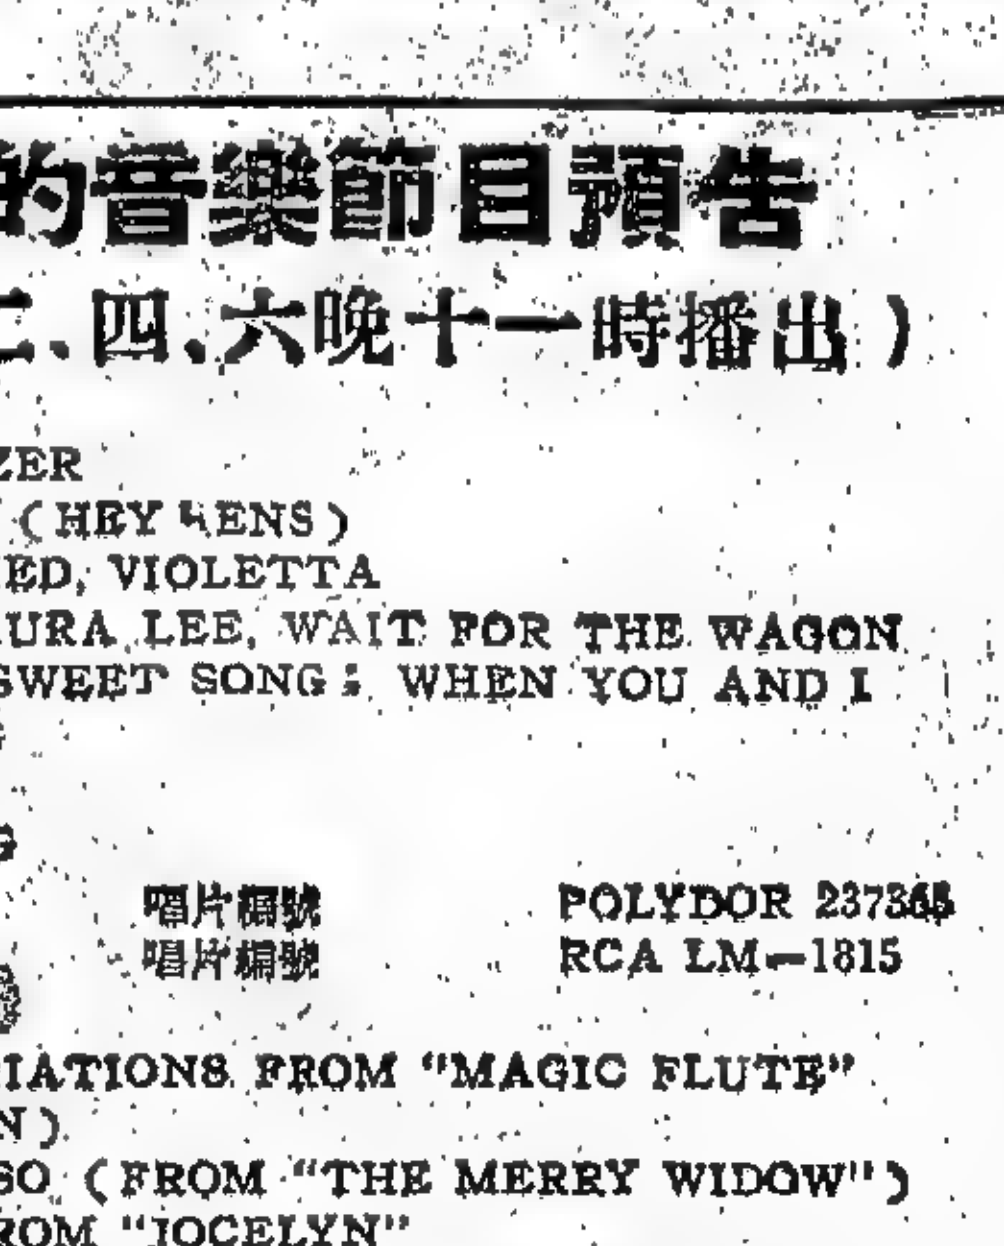 的音樂節目預告
二、四、六晚十一時播出)
ZER
(HEY KENS)
ED, VIOLETTA
URA LEE, WAIT FOR THE WAGON
SWEET SONG; WHEN YOU AND I
G
唱片編號 POLYDOR 237365
唱片編號 RCA LM—1815
IATIONS FROM "MAGIC FLUTE"
N)
SO (FROM "THE MERRY WIDOW")
ROM "JOCELYN"